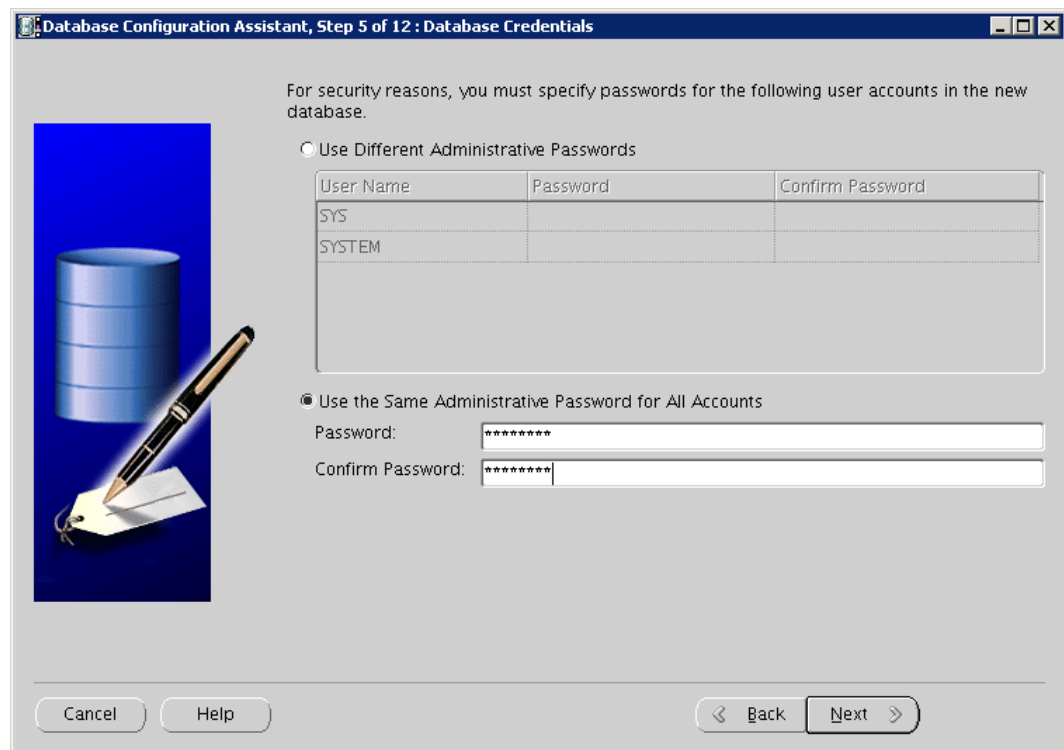 Database Configuration Assistant, Step 5 of 12 : Database Credentials
For security reasons, you must specify passwords for the following user accounts in the new
database.
Use Different Administrative Passwords
User Name Password Confirm Password
SYS
SYSTEM
Use the Same Administrative Password for All Accounts
Password: ********
Confirm Password: ********
Cancel Help Back Next